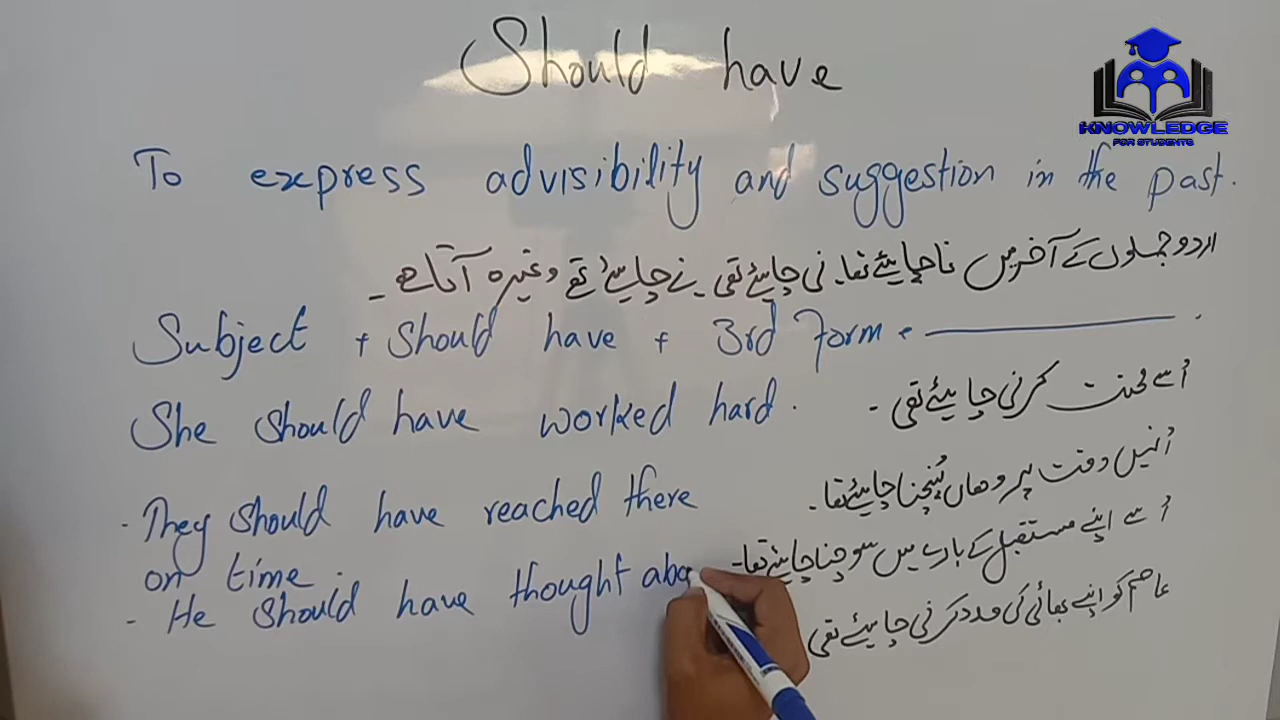 Should have
KNOWLEDGE
FOR STUDENTS
To express advisibility and suggestion in the past.
اردو جملوں کے آخر میں نا چاہیئے تھا۔ نی چاہیئے تھی۔ نے چاہیئے تھے وغیرہ آتا ہے۔
Subject + should have + 3rd Form + ———.
She should have worked hard.
اُسے محنت کرنی چاہیئے تھی۔
- They should have reached there
اُنہیں وقت پر وہاں پُہنچنا چاہیئے تھا۔
on time.
- He should have thought abo
اُسے اپنے مستقبل کے بارے میں سوچنا چاہیئے تھا۔
عاصم کو اپنے بھائی کی مدد کرنی چاہیئے تھی